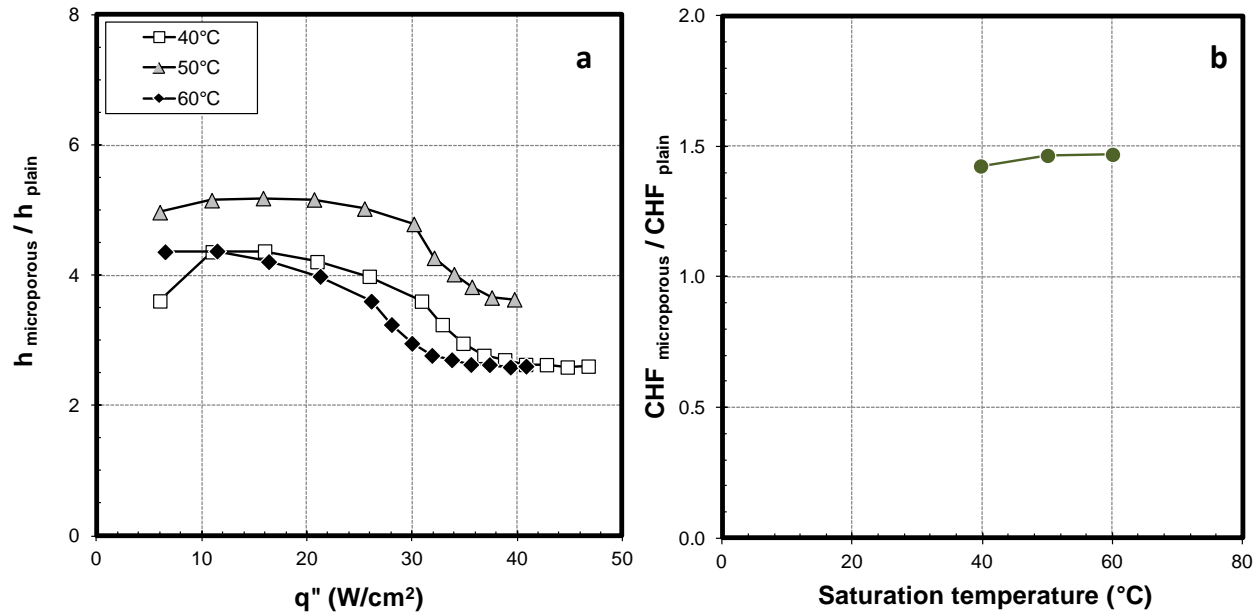 40°C
50°C
60°C
a
8
6
4
2
0
0 10 20 30 40 50
h microporous / h plain
q" (W/cm²)
b
2.0
1.5
1.0
0.5
0.0
0 20 40 60 80
CHF microporous / CHF plain
Saturation temperature (°C)